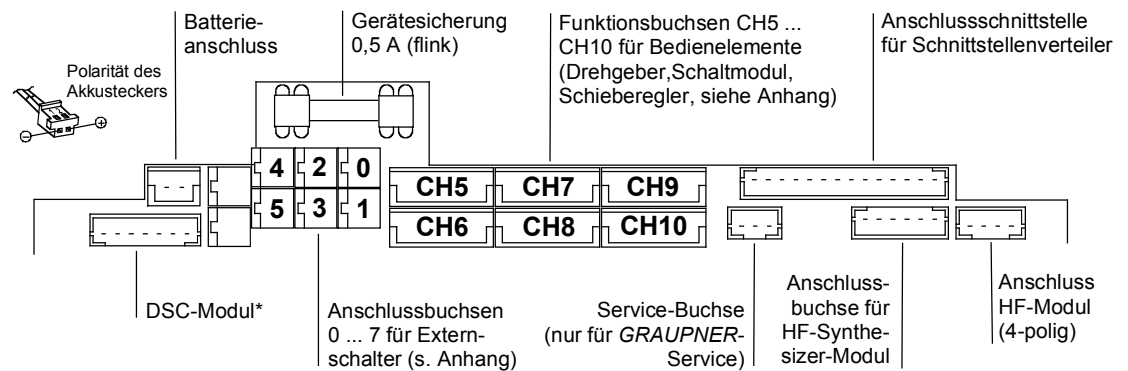 Batterie-
anschluss
Gerätesicherung
0,5 A (flink)
Funktionsbuchsen CH5 ...
CH10 für Bedienelemente
(Drehgeber,Schaltmodul,
Schieberegler, siehe Anhang)
Anschlussschnittstelle
für Schnittstellenverteiler
Polarität des
Akkusteckers
4 2 0
5 3 1
CH5 CH7 CH9
CH6 CH8 CH10
DSC-Modul*
Anschlussbuchsen
0 ... 7 für Extern-
schalter (s. Anhang)
Service-Buchse
(nur für GRAUPNER-
Service)
Anschluss-
buchse für
HF-Synthe-
sizer-Modul
Anschluss
HF-Modul
(4-polig)